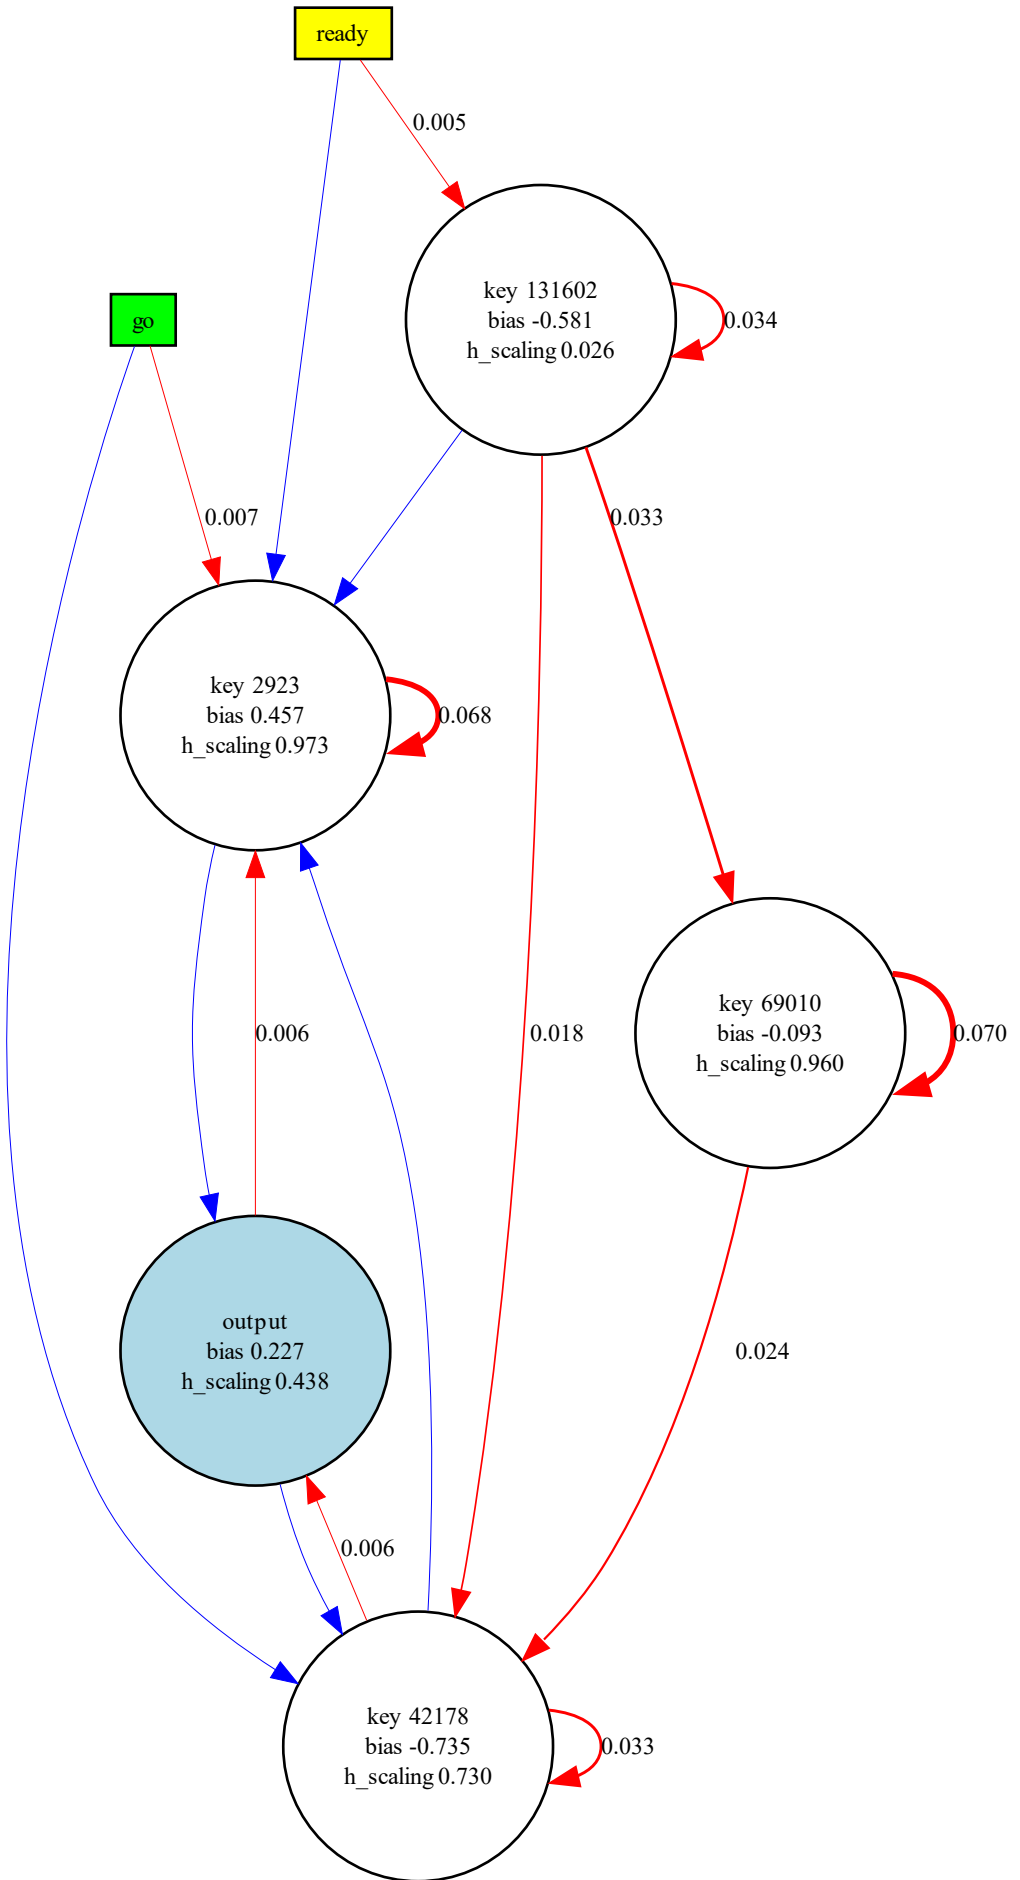 ready
0.005
key 131602
bias -0.581
h_scaling 0.026
0.034
go
0.007
0.033
key 2923
bias 0.457
h_scaling 0.973
0.068
key 69010
bias -0.093
h_scaling 0.960
0.070
0.006
0.018
output
bias 0.227
h_scaling 0.438
0.024
0.006
key 42178
bias -0.735
h_scaling 0.730
0.033